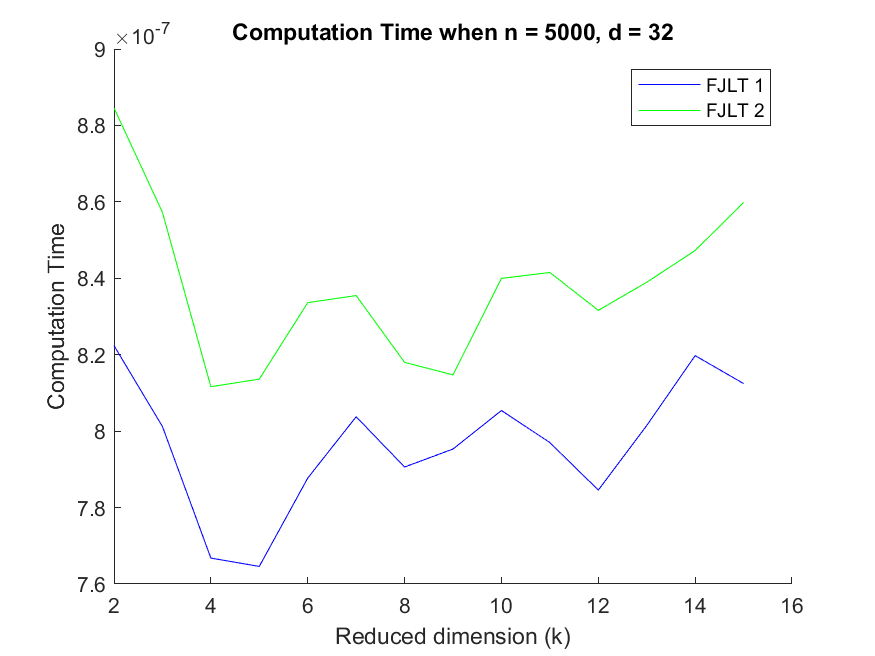 Computation Time when n = 5000, d = 32
×10-7
9
8.8
8.6
8.4
8.2
8
7.8
7.6
Computation Time
FJLT 1
FJLT 2
2 4 6 8 10 12 14 16
Reduced dimension (k)